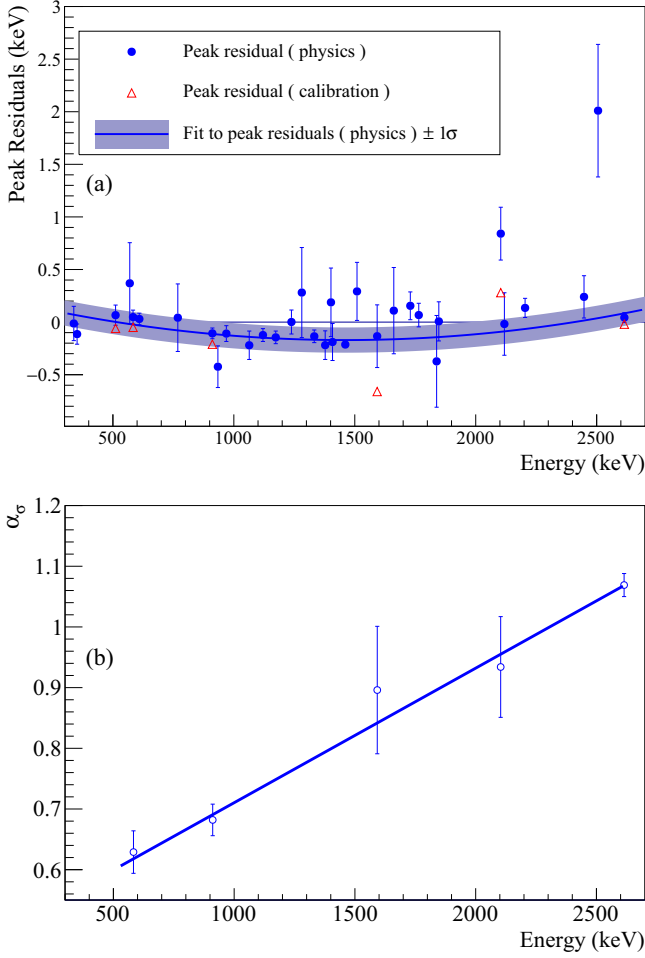 Peak Residuals (keV)
3
2.5
2
1.5
1
0.5
0
−0.5
Peak residual ( physics )
Peak residual ( calibration )
Fit to peak residuals ( physics ) ± 1σ
(a)
500 1000 1500 2000 2500
Energy (keV)
α_σ
1.2
1.1
1
0.9
0.8
0.7
0.6
(b)
500 1000 1500 2000 2500
Energy (keV)